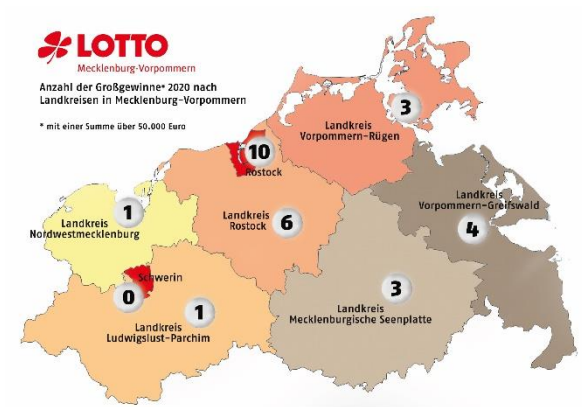 LOTTO
Mecklenburg-Vorpommern
Anzahl der Großgewinne* 2020 nach
Landkreisen in Mecklenburg-Vorpommern
* mit einer Summe über 50.000 Euro
3
Landkreis
Vorpommern-Rügen
10
Rostock
Landkreis
Vorpommern-Greifswald
4
1
Landkreis
Nordwestmecklenburg
Landkreis
Rostock
6
Schwerin
0
1
Landkreis
Ludwigslust-Parchim
3
Landkreis
Mecklenburgische Seenplatte